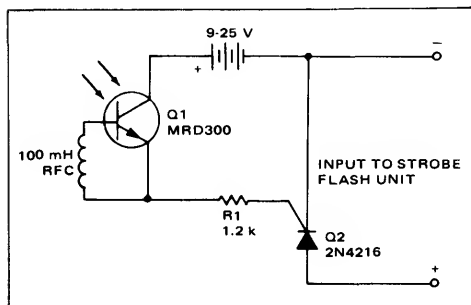 9-25 V
+
−
Q1
MRD300
100 mH
RFC
INPUT TO STROBE
FLASH UNIT
R1
1.2 k
Q2
2N4216
+